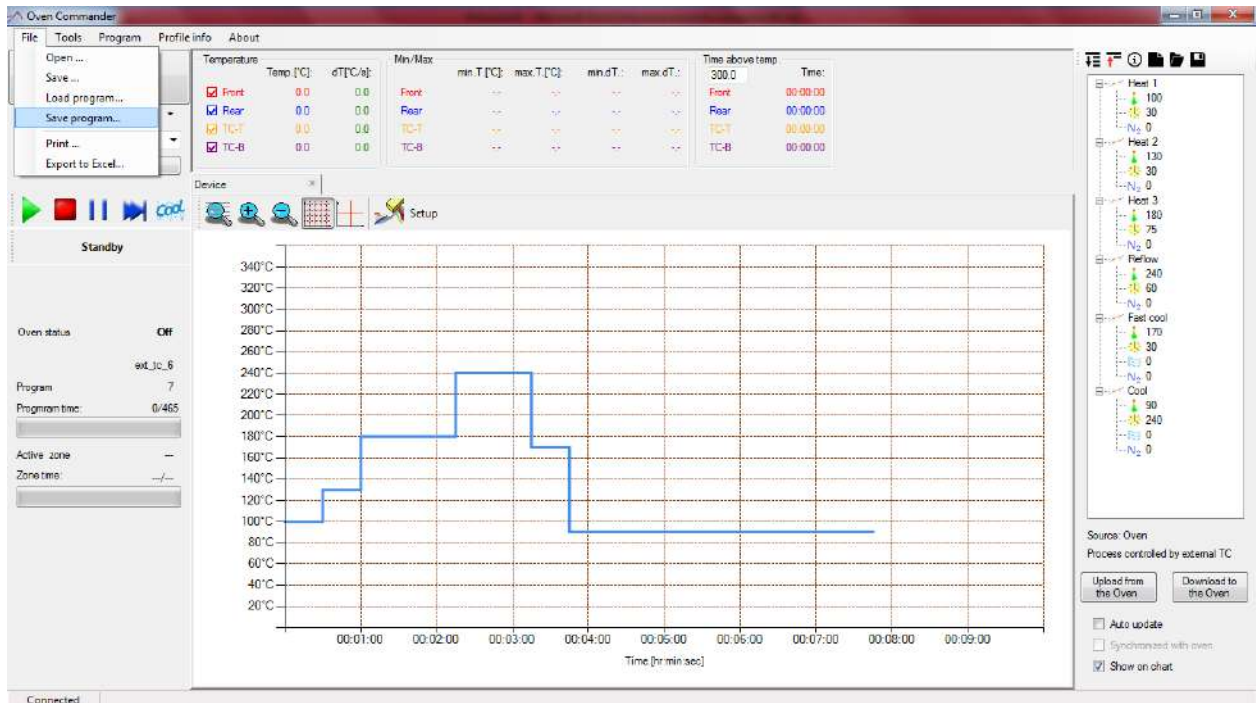 Oven Commander
File Tools Program Profile info About
Open ...
Save ...
Load program...
Save program...
Print ...
Export to Excel...
Temperature
Temp.[°C]: dT[°C/s]:
Front 0.0 0.0
Rear 0.0 0.0
TC-T 0.0 0.0
TC-B 0.0 0.0
Min/Max
min.T.[°C]: max.T.[°C]: min.dT.: max.dT.:
Front -.- -.- -.- -.-
Rear -.- -.- -.- -.-
TC-T -.- -.- -.- -.-
TC-B -.- -.- -.- -.-
Time above temp
300.0 Time:
Front 00:00:00
Rear 00:00:00
TC-T 00:00:00
TC-B 00:00:00
cool
Standby
Oven status Off
ext_tc_6
Program 7
Programm time: 0/465
Active zone ---
Zone time: ---/---
Device
Setup
340°C
320°C
300°C
280°C
260°C
240°C
220°C
200°C
180°C
160°C
140°C
120°C
100°C
80°C
60°C
40°C
20°C
00:01:00 00:02:00 00:03:00 00:04:00 00:05:00 00:06:00 00:07:00 00:08:00 00:09:00
Time [hr:min:sec]
Heat 1
100
30
N2 0
Heat 2
130
30
N2 0
Heat 3
180
75
N2 0
Reflow
240
60
N2 0
Fast cool
170
30
0
N2 0
Cool
90
240
0
N2 0
Source: Oven
Process controlled by external TC
Upload from
the Oven
Download to
the Oven
Auto update
Synchronized with oven
Show on chart
Connected